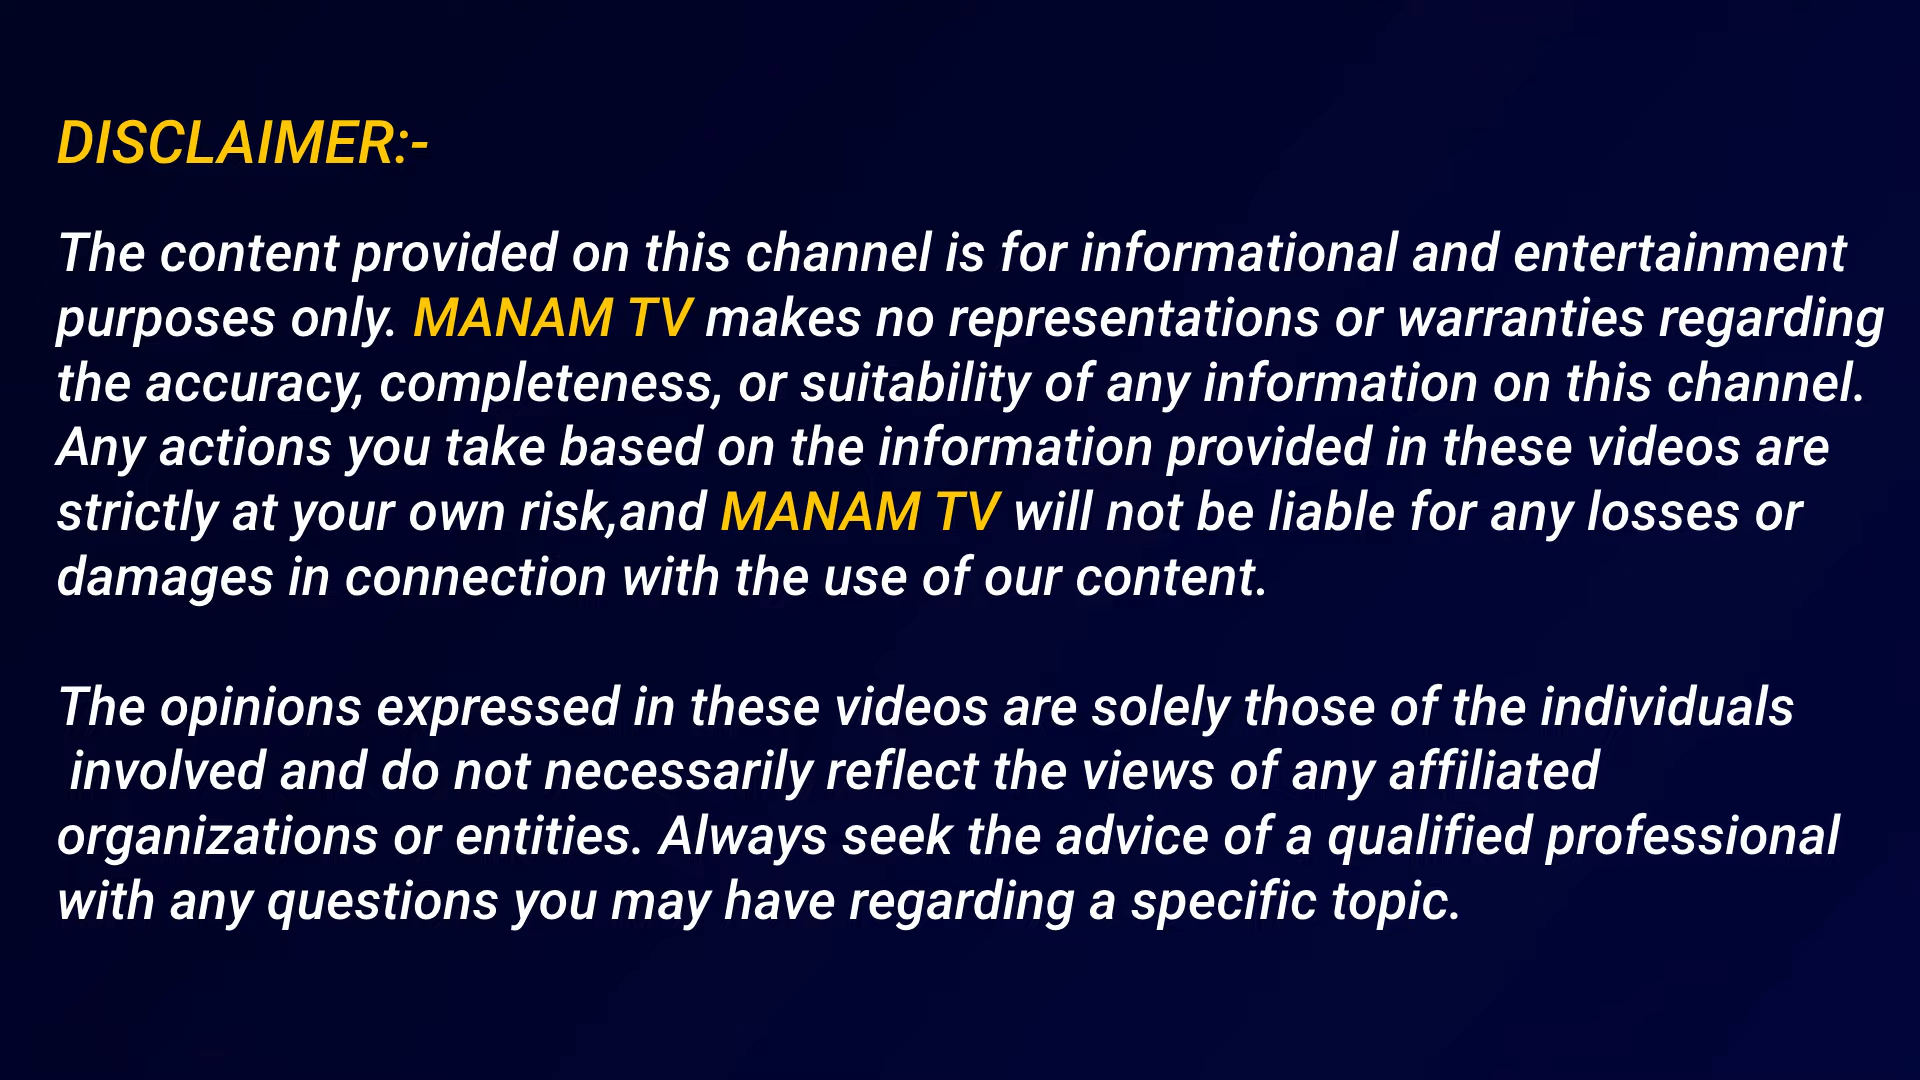 DISCLAIMER:-
The content provided on this channel is for informational and entertainment
purposes only. MANAM TV makes no representations or warranties regarding
the accuracy, completeness, or suitability of any information on this channel.
Any actions you take based on the information provided in these videos are
strictly at your own risk,and MANAM TV will not be liable for any losses or
damages in connection with the use of our content.
The opinions expressed in these videos are solely those of the individuals
involved and do not necessarily reflect the views of any affiliated
organizations or entities. Always seek the advice of a qualified professional
with any questions you may have regarding a specific topic.